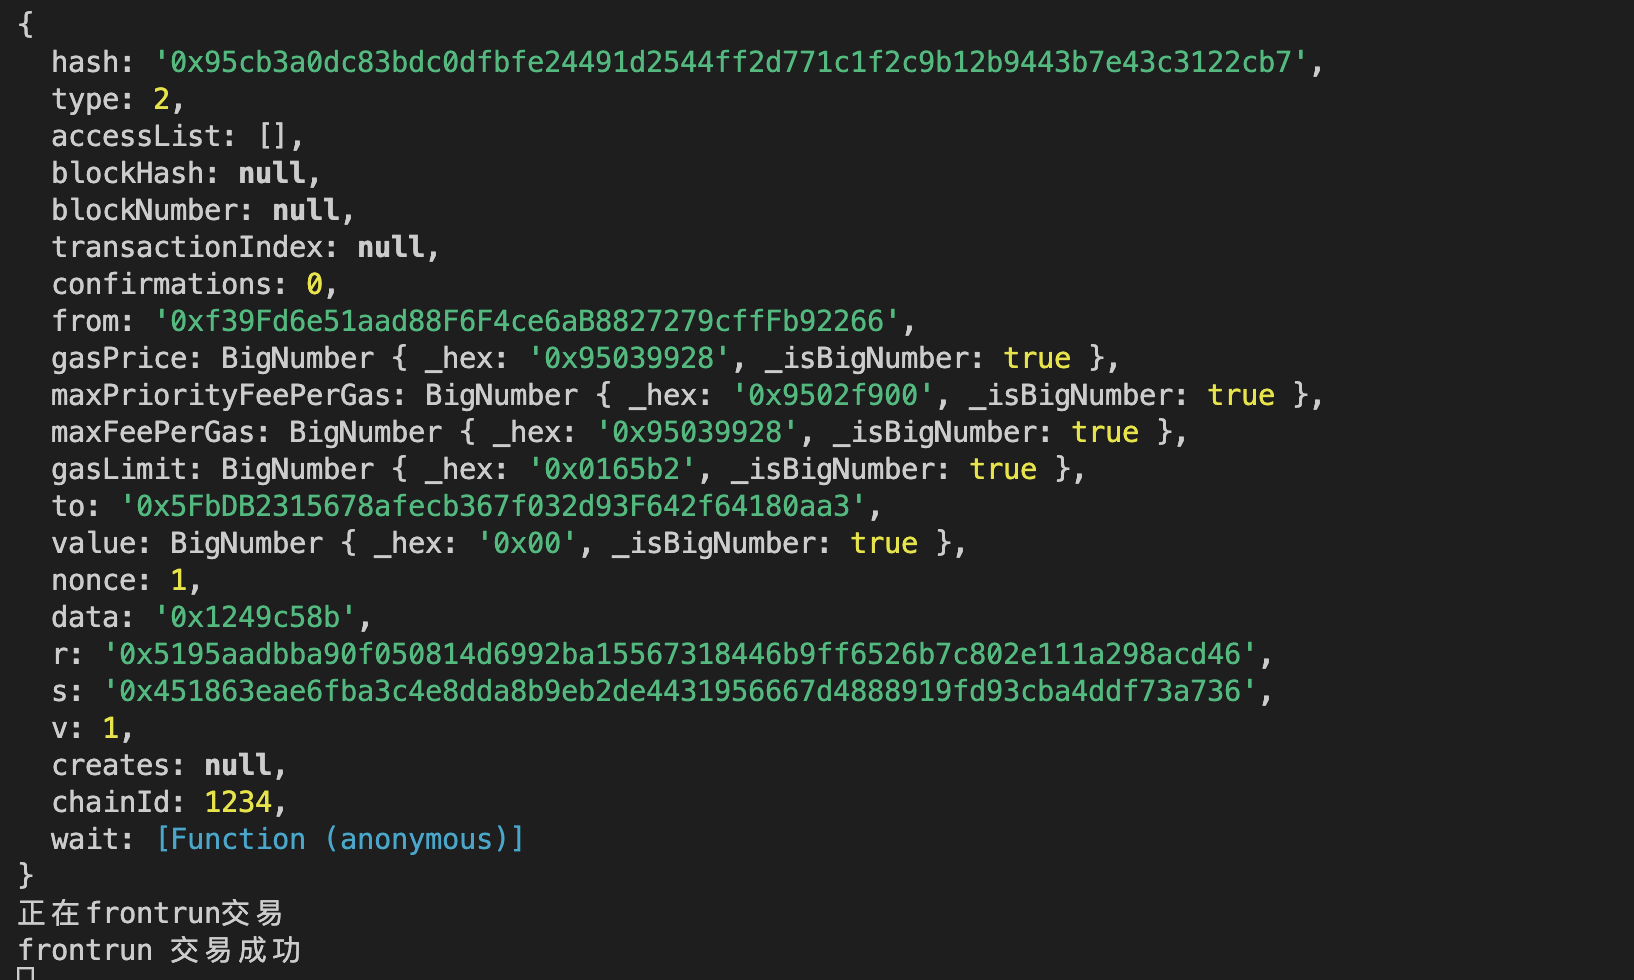 {
  hash: '0x95cb3a0dc83bdc0dfbfe24491d2544ff2d771c1f2c9b12b9443b7e43c3122cb7',
  type: 2,
  accessList: [],
  blockHash: null,
  blockNumber: null,
  transactionIndex: null,
  confirmations: 0,
  from: '0xf39Fd6e51aad88F6F4ce6aB8827279cffFb92266',
  gasPrice: BigNumber { _hex: '0x95039928', _isBigNumber: true },
  maxPriorityFeePerGas: BigNumber { _hex: '0x9502f900', _isBigNumber: true },
  maxFeePerGas: BigNumber { _hex: '0x95039928', _isBigNumber: true },
  gasLimit: BigNumber { _hex: '0x0165b2', _isBigNumber: true },
  to: '0x5FbDB2315678afecb367f032d93F642f64180aa3',
  value: BigNumber { _hex: '0x00', _isBigNumber: true },
  nonce: 1,
  data: '0x1249c58b',
  r: '0x5195aadbba90f050814d6992ba15567318446b9ff6526b7c802e111a298acd46',
  s: '0x451863eae6fba3c4e8dda8b9eb2de4431956667d4888919fd93cba4ddf73a736',
  v: 1,
  creates: null,
  chainId: 1234,
  wait: [Function (anonymous)]
}
正在frontrun交易
frontrun 交易成功